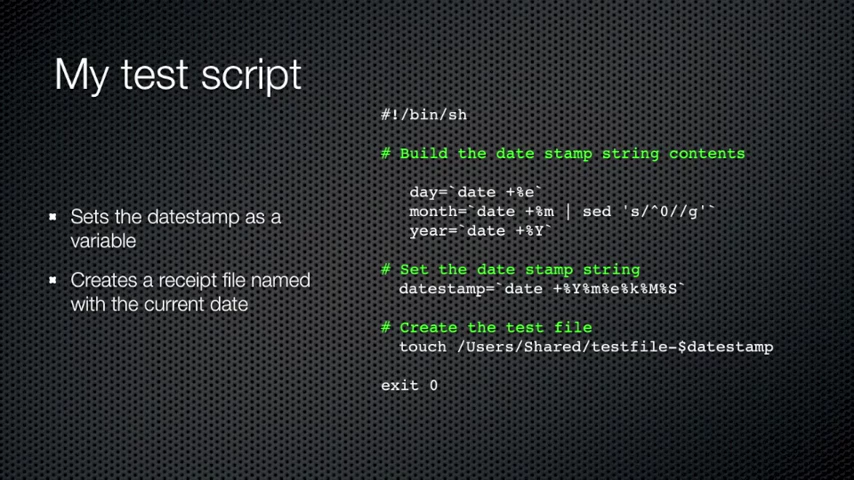 My test script
Sets the datestamp as a
variable
Creates a receipt file named
with the current date
#!/bin/sh
# Build the date stamp string contents
day=`date +%e`
month=`date +%m | sed 's/^0//g'`
year=`date +%Y`
# Set the date stamp string
datestamp=`date +%Y%m%e%k%M%S`
# Create the test file
touch /Users/Shared/testfile-$datestamp
exit 0